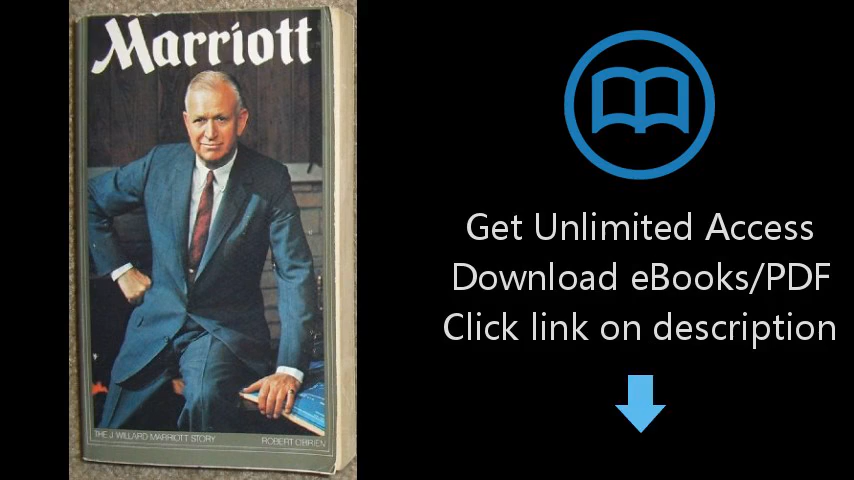 Marriott
THE J. WILLARD MARRIOTT STORY
ROBERT O'BRIEN
Get Unlimited Access
Download eBooks/PDF
Click link on description